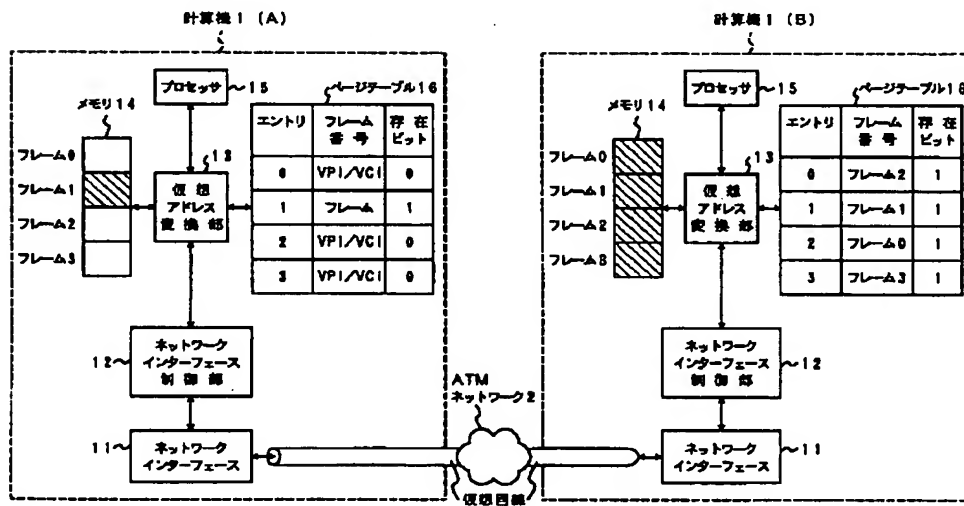 計算機1 (A)
プロセッサ
15
メモリ14
フレーム0
フレーム1
フレーム2
フレーム3
13
仮想
アドレス
変換部
ページテーブル16
エントリ フレーム番号 存在ビット
0 VPI/VCI 0
1 フレーム 1
2 VPI/VCI 0
3 VPI/VCI 0
12
ネットワーク
インターフェース
制御部
11
ネットワーク
インターフェース
ATM
ネットワーク2
仮想回線
計算機1 (B)
プロセッサ
15
メモリ14
フレーム0
フレーム1
フレーム2
フレーム3
13
仮想
アドレス
変換部
ページテーブル16
エントリ フレーム番号 存在ビット
0 フレーム2 1
1 フレーム1 1
2 フレーム0 1
3 フレーム3 1
ネットワーク
インターフェース
制御部
12
ネットワーク
インターフェース
11